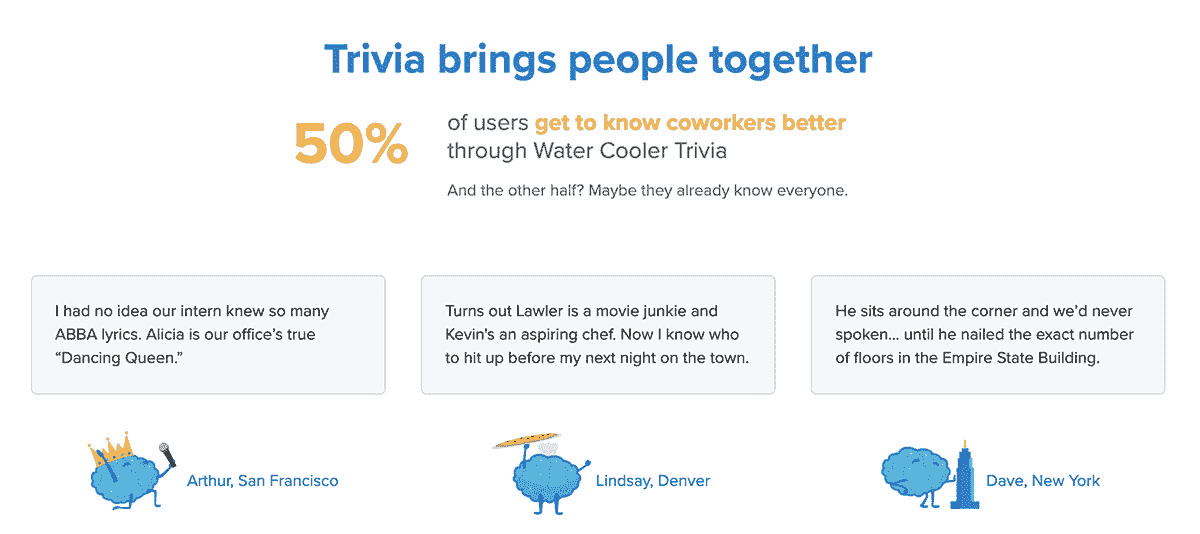 Trivia brings people together
50%
of users get to know coworkers better
through Water Cooler Trivia
And the other half? Maybe they already know everyone.
I had no idea our intern knew so many
ABBA lyrics. Alicia is our office’s true
“Dancing Queen.”
Turns out Lawler is a movie junkie and
Kevin's an aspiring chef. Now I know who
to hit up before my next night on the town.
He sits around the corner and we’d never
spoken... until he nailed the exact number
of floors in the Empire State Building.
Arthur, San Francisco
Lindsay, Denver
Dave, New York